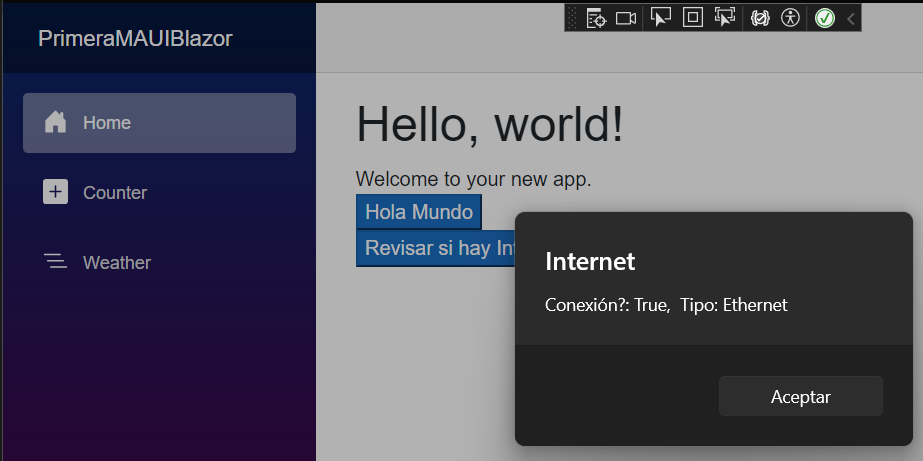 PrimeraMAUIBlazor
Home
Counter
Weather
Hello, world!
Welcome to your new app.
Hola Mundo
Revisar si hay
Internet
Conexión?: True,  Tipo: Ethernet
Aceptar